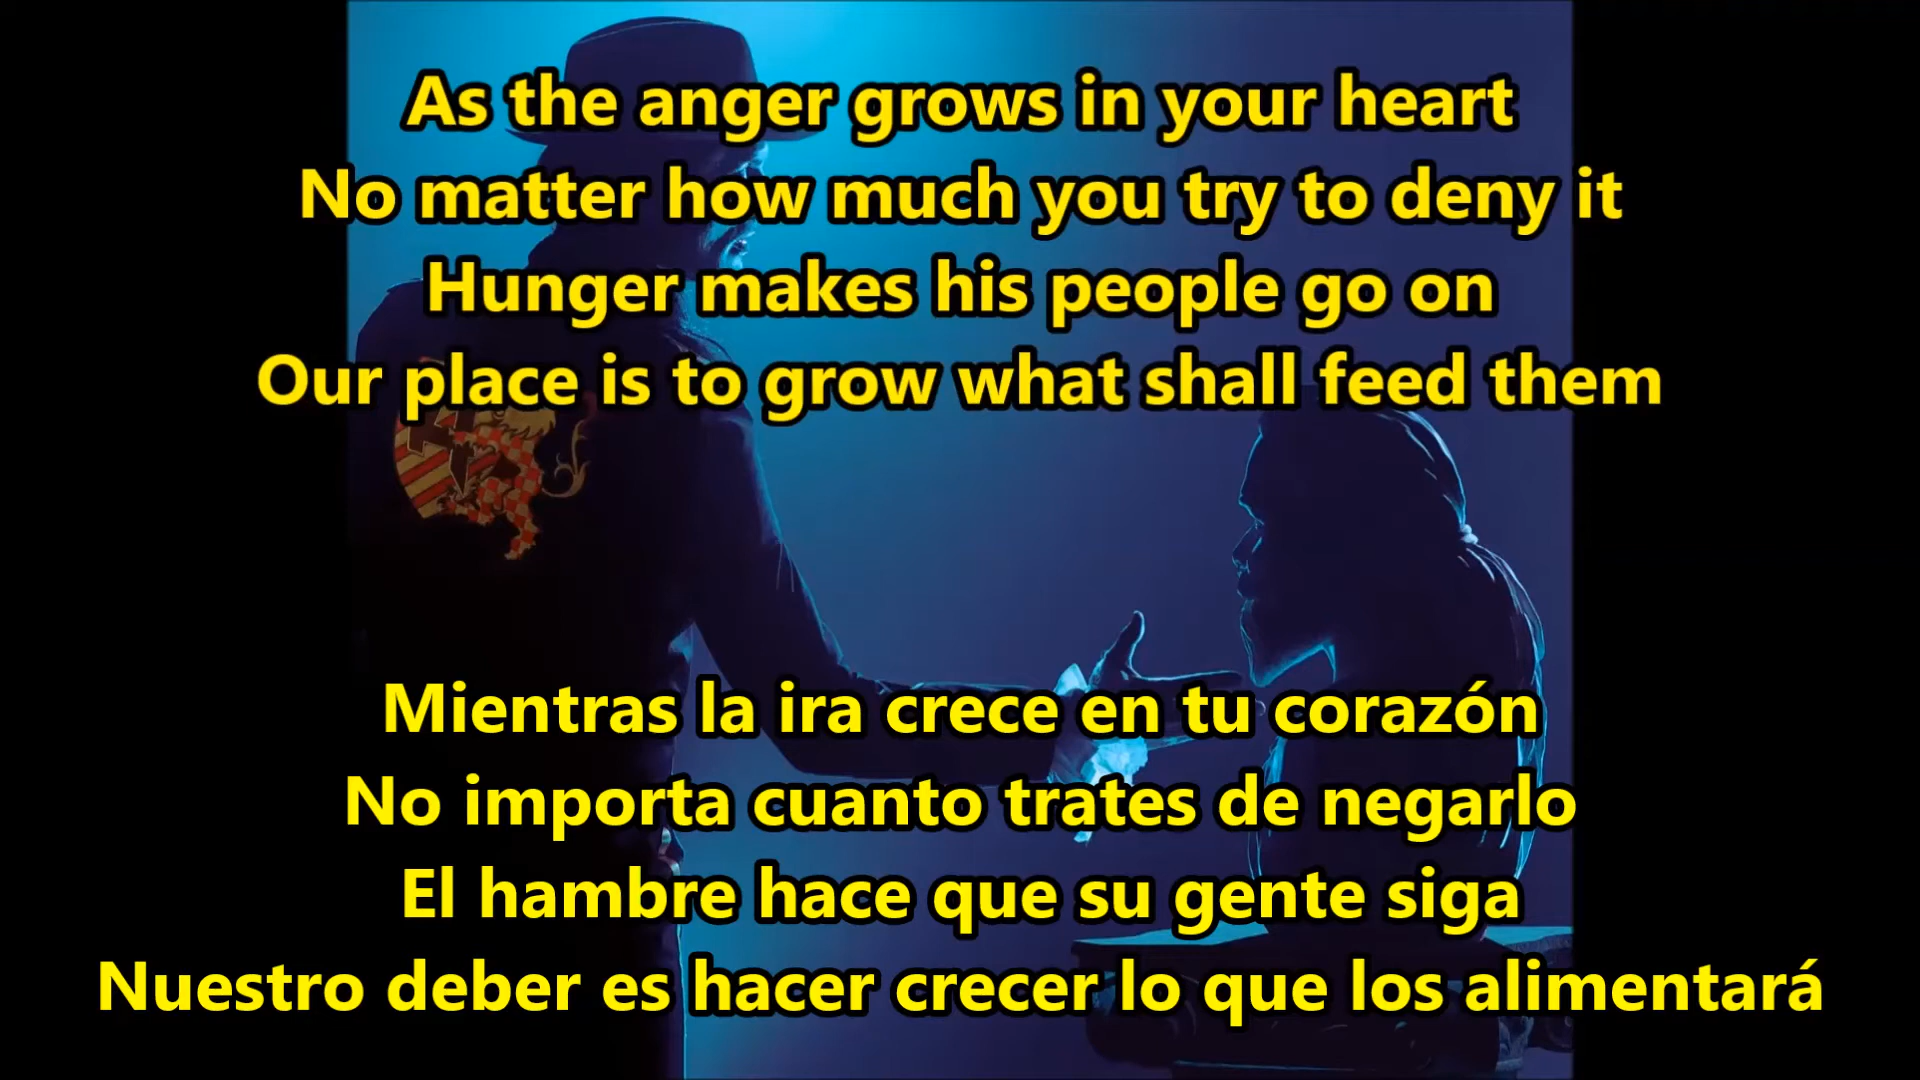 As the anger grows in your heart
No matter how much you try to deny it
Hunger makes his people go on
Our place is to grow what shall feed them
Mientras la ira crece en tu corazón
No importa cuanto trates de negarlo
El hambre hace que su gente siga
Nuestro deber es hacer crecer lo que los alimentará